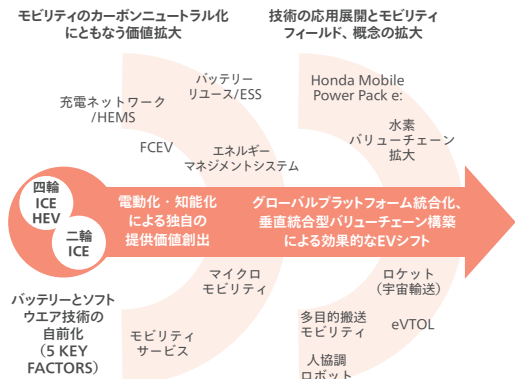 モビリティのカーボンニュートラル化
にともなう価値拡大
技術の応用展開とモビリティ
フィールド、概念の拡大
バッテリー
リユース/ESS
充電ネットワーク
/HEMS
FCEV
エネルギー
マネジメントシステム
Honda Mobile
Power Pack e:
水素
バリューチェーン
拡大
四輪
ICE
HEV
二輪
ICE
電動化・知能化
による独自の
提供価値創出
グローバルプラットフォーム統合化、
垂直統合型バリューチェーン構築
による効果的なEVシフト
バッテリーとソフト
ウエア技術の
自前化
（5 KEY
FACTORS）
マイクロ
モビリティ
モビリティ
サービス
ロケット
（宇宙輸送）
多目的搬送
モビリティ
eVTOL
人協調
ロボット